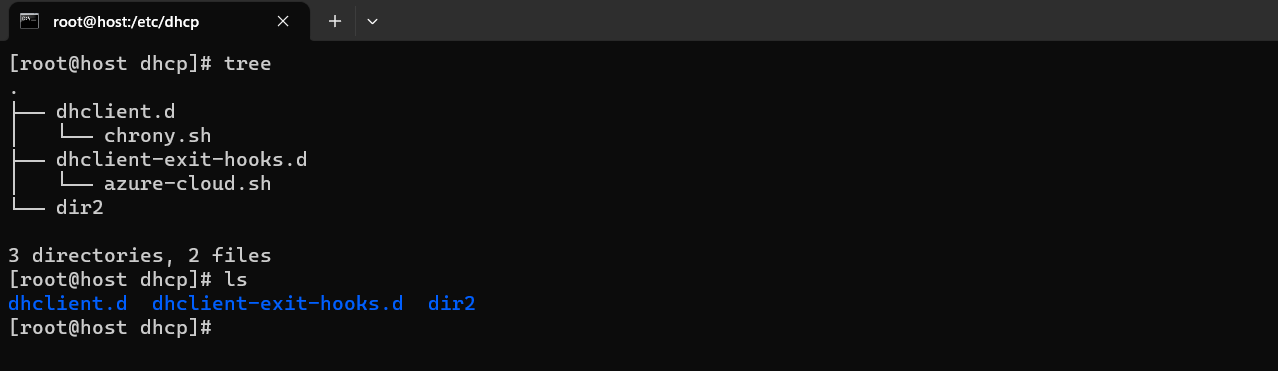 root@host:/etc/dhcp
[root@host dhcp]# tree
.
├── dhclient.d
│   └── chrony.sh
├── dhclient-exit-hooks.d
│   └── azure-cloud.sh
└── dir2
3 directories, 2 files
[root@host dhcp]# ls
dhclient.d  dhclient-exit-hooks.d  dir2
[root@host dhcp]#